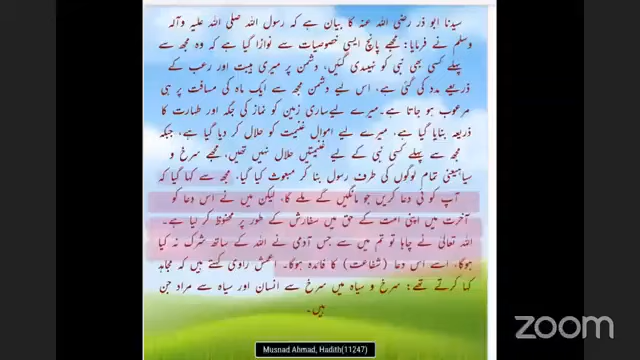 سیدنا ابو ذر رضی اللہ عنہ کا بیان ہے کہ رسول اللہ صلی اللہ علیہ وآلہ
وسلم نے فرمایا: مجھے پانچ ایسی خصوصیات سے نوازا گیا ہے کہ وہ مجھ سے
پہلے کسی بھی نبی کو نہیںدی گئیں، دشمن پر میری ہیبت اور رعب کے
ذریعے مدد کی گئی ہے، اس لیے دشمن مجھ سے ایک ماہ کی مسافت پر ہی
مرعوب ہو جاتا ہے۔میرے لیےساری زمین کو نماز کی جگہ اور طہارت کا
ذریعہ بنایا گیا ہے، میرے لیے اموالِ غنیمت کو حلال کر دیا گیا ہے، جبکہ
مجھ سے پہلے کسی نبی کے لیے غنیمتیں حلال نہیں تھیں، مجھے سرخ و
سیاہیعنی تمام لوگوں کی طرف رسول بنا کر مبعوث کیا گیا، مجھ سے کہا گیا کہ
آپ کو ئی دعا کریں جو مانگیں گے ملے گا، لیکن میں نے اس دعا کو
آخرت میں اپنی امت کے حق میں سفارش کے طور پر محفوظ کر لیا ہے۔
اللہ تعالیٰ نے چاہا تو تم میں سے جس آدمی نے اللہ کے ساتھ شرک نہ کیا
ہوگا، اسے اس دعا (شفاعت) کا فائدہ ہوگا۔ اعمش راوی کہتے ہیں کہ مجاہد
کہا کرتے تھے: سرخ و سیاہ میں سرخ سے انسان اور سیاہ سے مراد جن
ہیں۔
Musnad Ahmad, Hadith(11247)
zoom